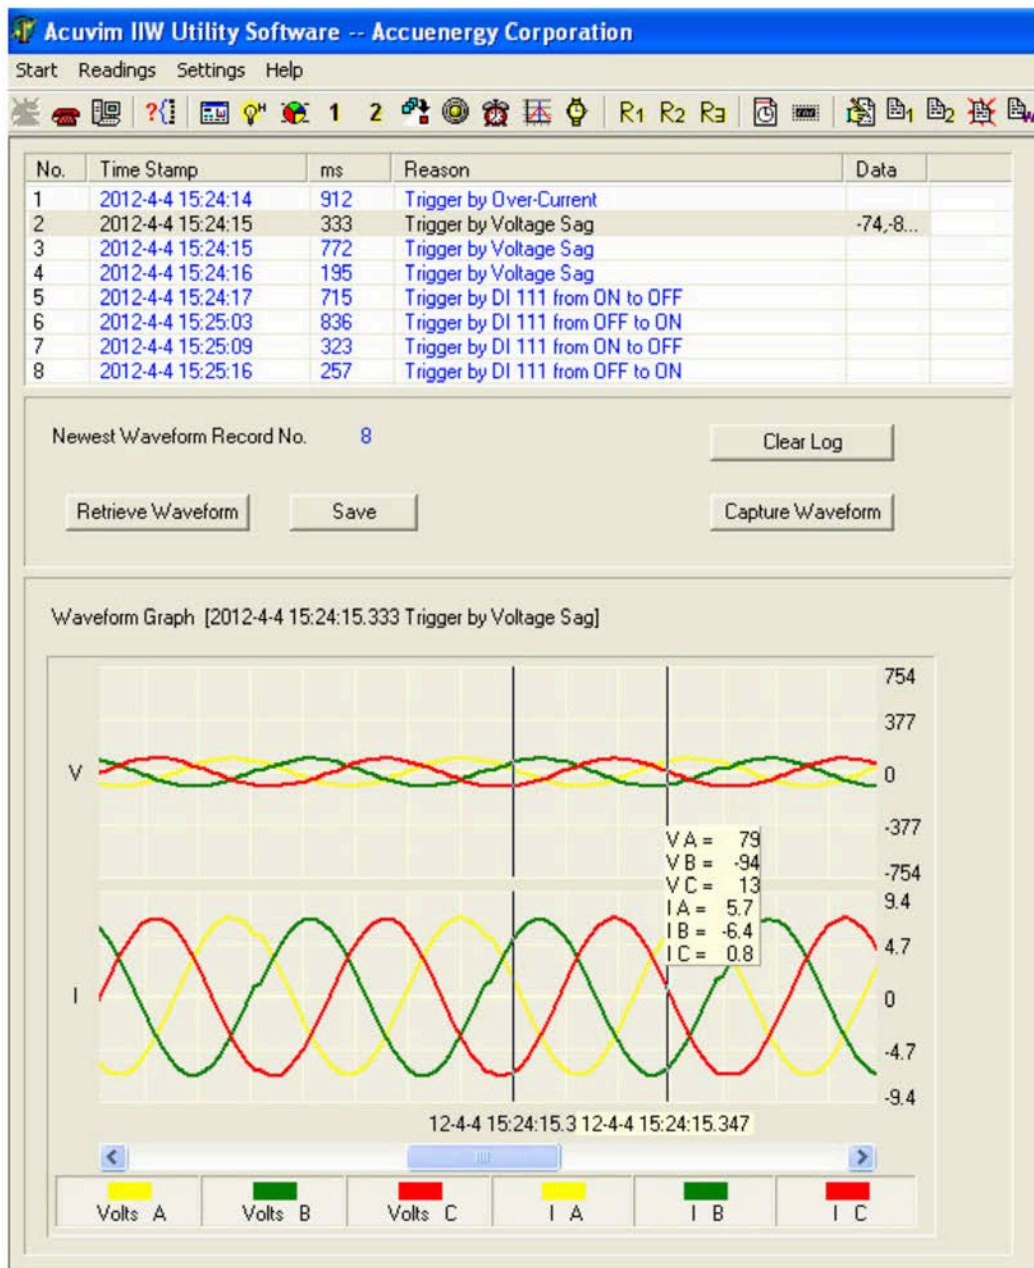 Acuvim IIW Utility Software -- Accuenergy Corporation
Start Readings Settings Help
?{ H 1 2 R1 R2 R3 1 2
No. Time Stamp ms Reason Data
1 2012-4-4 15:24:14 912 Trigger by Over-Current
2 2012-4-4 15:24:15 333 Trigger by Voltage Sag -74,-8...
3 2012-4-4 15:24:15 772 Trigger by Voltage Sag
4 2012-4-4 15:24:16 195 Trigger by Voltage Sag
5 2012-4-4 15:24:17 715 Trigger by DI 111 from ON to OFF
6 2012-4-4 15:25:03 836 Trigger by DI 111 from OFF to ON
7 2012-4-4 15:25:09 323 Trigger by DI 111 from ON to OFF
8 2012-4-4 15:25:16 257 Trigger by DI 111 from OFF to ON
Newest Waveform Record No. 8
Clear Log
Retrieve Waveform Save Capture Waveform
Waveform Graph [2012-4-4 15:24:15.333 Trigger by Voltage Sag]
754
377
V 0
-377
-754
V A = 79
V B = -94
V C = 13
I A = 5.7
I B = -6.4
I C = 0.8
9.4
4.7
I 0
-4.7
-9.4
12-4-4 15:24:15.3 12-4-4 15:24:15.347
Volts A Volts B Volts C I A I B I C